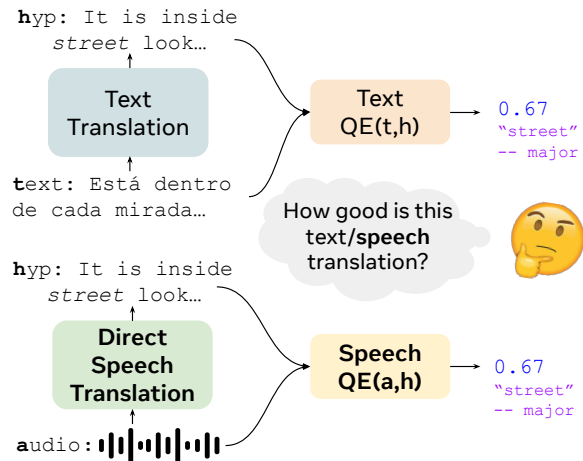 hyp: It is inside
street look…
Text
Translation
text: Está dentro
de cada mirada…
Text
QE(t,h)
0.67
“street”
-- major
How good is this
text/speech
translation?
hyp: It is inside
street look…
Direct
Speech
Translation
audio:
Speech
QE(a,h)
0.67
“street”
-- major